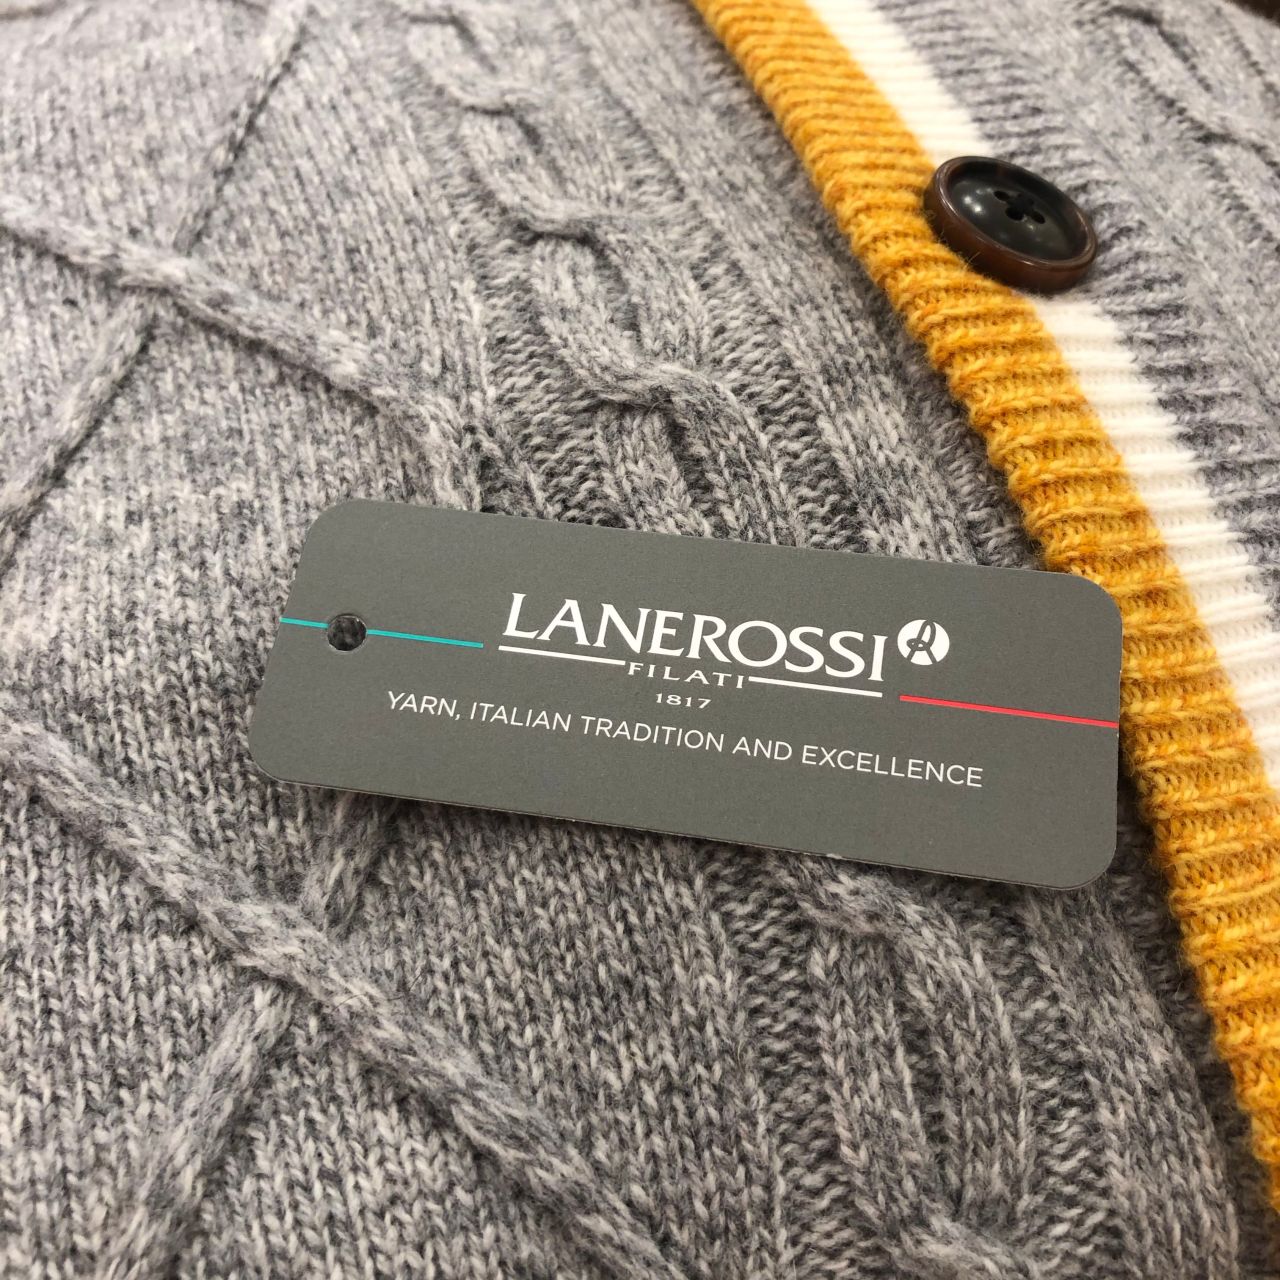 LANEROSSI
FILATI
1817
YARN, ITALIAN TRADITION AND EXCELLENCE